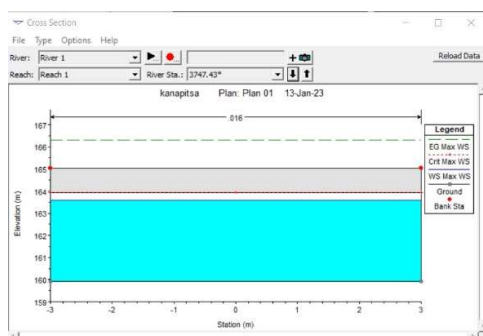 Cross Section
File Type Options Help
River: River 1
Reload Data
Reach: Reach 1 River Sta.: 3747.43*
kanapitsa Plan: Plan 01 13-Jan-23
.016
Legend
EG Max WS
Crit Max WS
WS Max WS
Ground
Bank Sta
Elevation (m)
167
166
165
164
163
162
161
160
159
-3 -2 -1 0 1 2 3
Station (m)